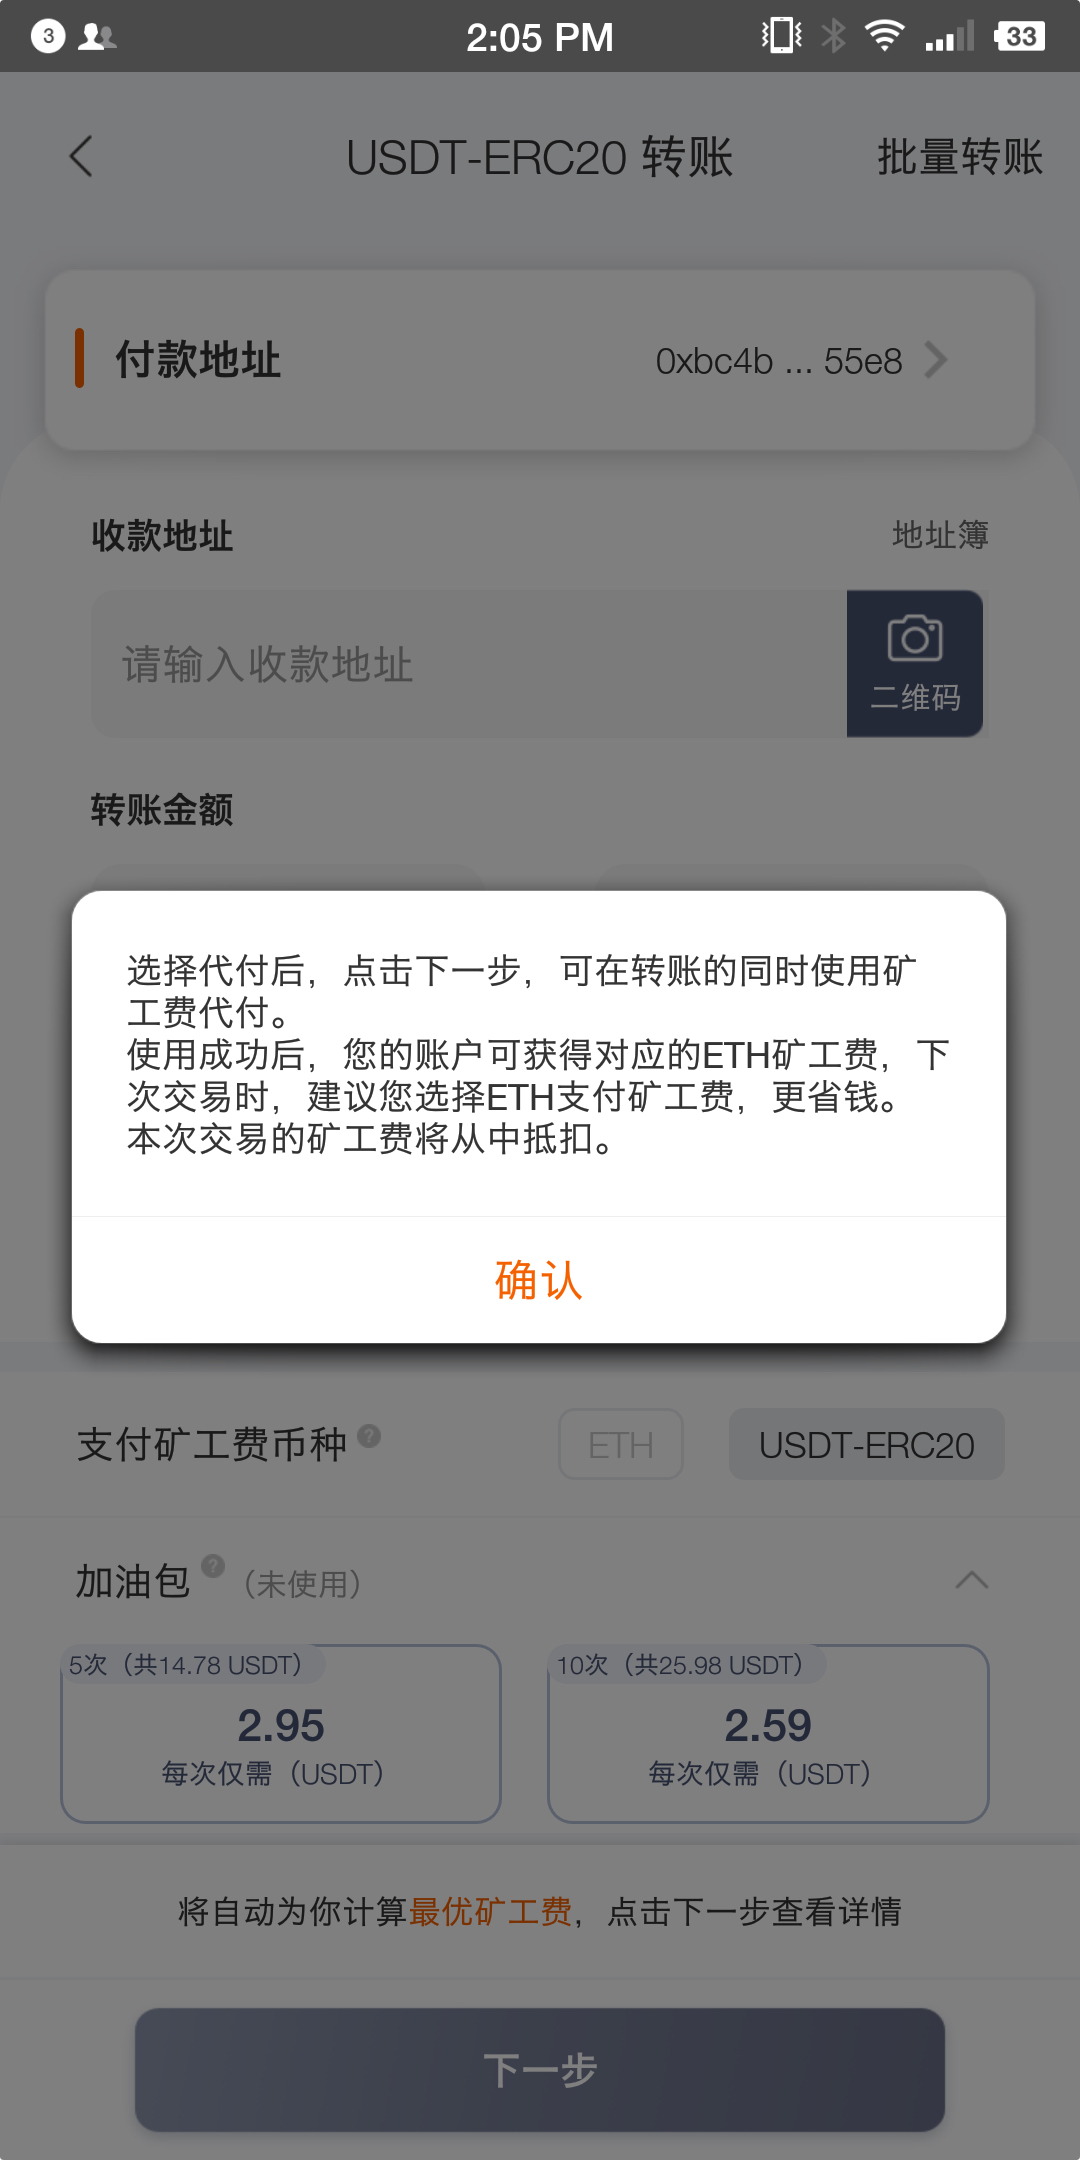 3
2:05 PM
33
USDT-ERC20 转账
批量转账
付款地址
0xbc4b ... 55e8
收款地址
地址簿
请输入收款地址
二维码
转账金额
选择代付后，点击下一步，可在转账的同时使用矿
工费代付。
使用成功后，您的账户可获得对应的ETH矿工费，下
次交易时，建议您选择ETH支付矿工费，更省钱。
本次交易的矿工费将从中抵扣。
确认
支付矿工费币种 ?
ETH
USDT-ERC20
加油包 ?（未使用）
5次（共14.78 USDT）
2.95
每次仅需（USDT）
10次（共25.98 USDT）
2.59
每次仅需（USDT）
将自动为你计算最优矿工费，点击下一步查看详情
下一步